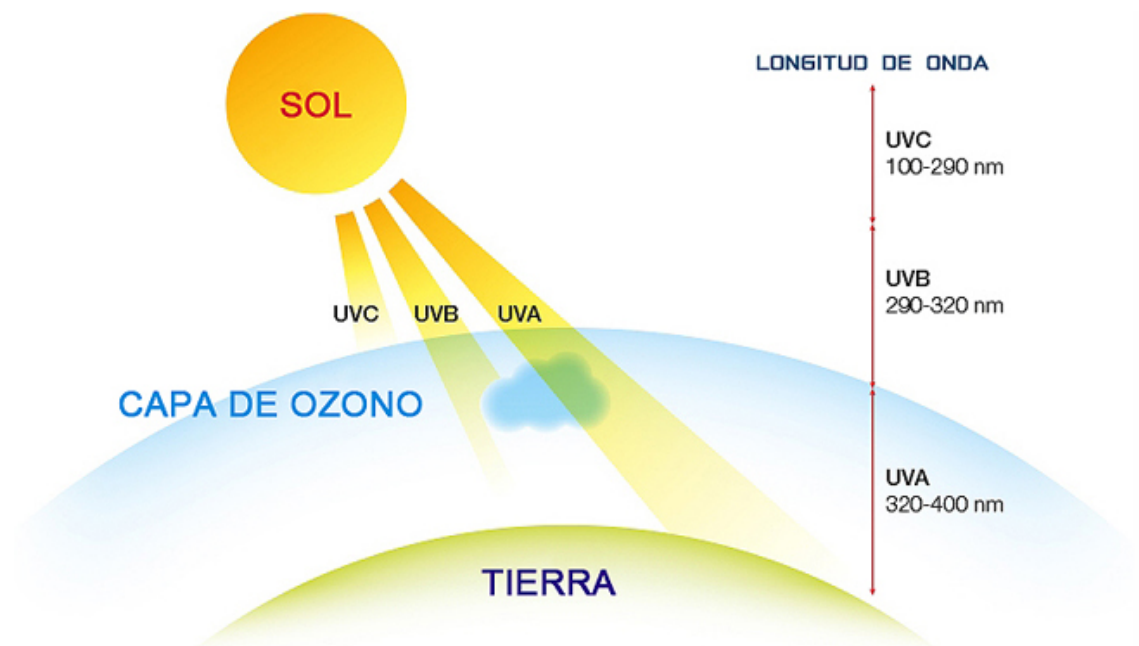 SOL
LONGITUD DE ONDA
UVC
100-290 nm
UVB
290-320 nm
UVC UVB UVA
CAPA DE OZONO
UVA
320-400 nm
TIERRA